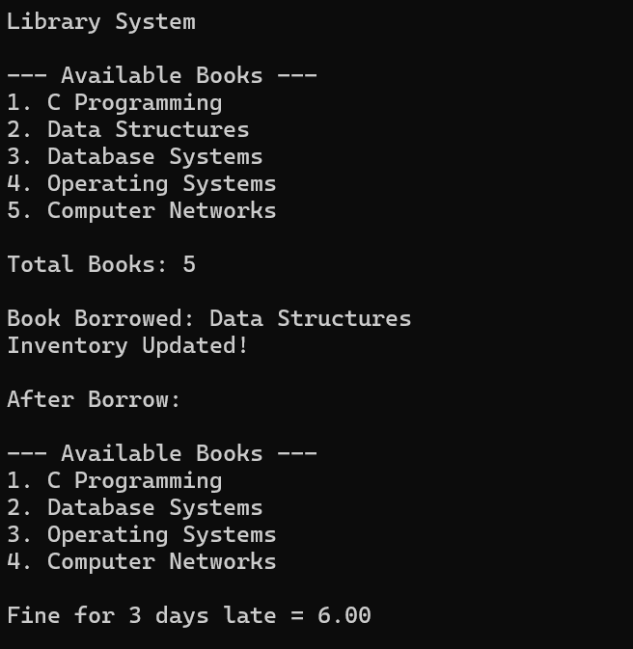 Library System
--- Available Books ---
1. C Programming
2. Data Structures
3. Database Systems
4. Operating Systems
5. Computer Networks
Total Books: 5
Book Borrowed: Data Structures
Inventory Updated!
After Borrow:
--- Available Books ---
1. C Programming
2. Database Systems
3. Operating Systems
4. Computer Networks
Fine for 3 days late = 6.00